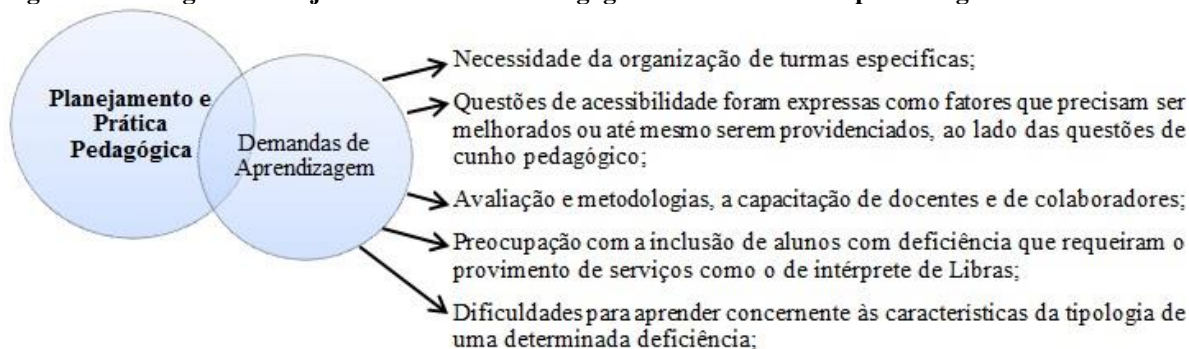 Planejamento e
Prática
Pedagógica
Demandas de
Aprendizagem
Necessidade da organização de turmas especificas;
Questões de acessibilidade foram expressas como fatores que precisam ser
melhorados ou até mesmo serem providenciados, ao lado das questões de
cunho pedagógico;
Avaliação e metodologias, a capacitação de docentes e de colaboradores;
Preocupação com a inclusão de alunos com deficiência que requeiram o
provimento de serviços como o de intérprete de Libras;
Dificuldades para aprender concernente às características da tipologia de
uma determinada deficiência;